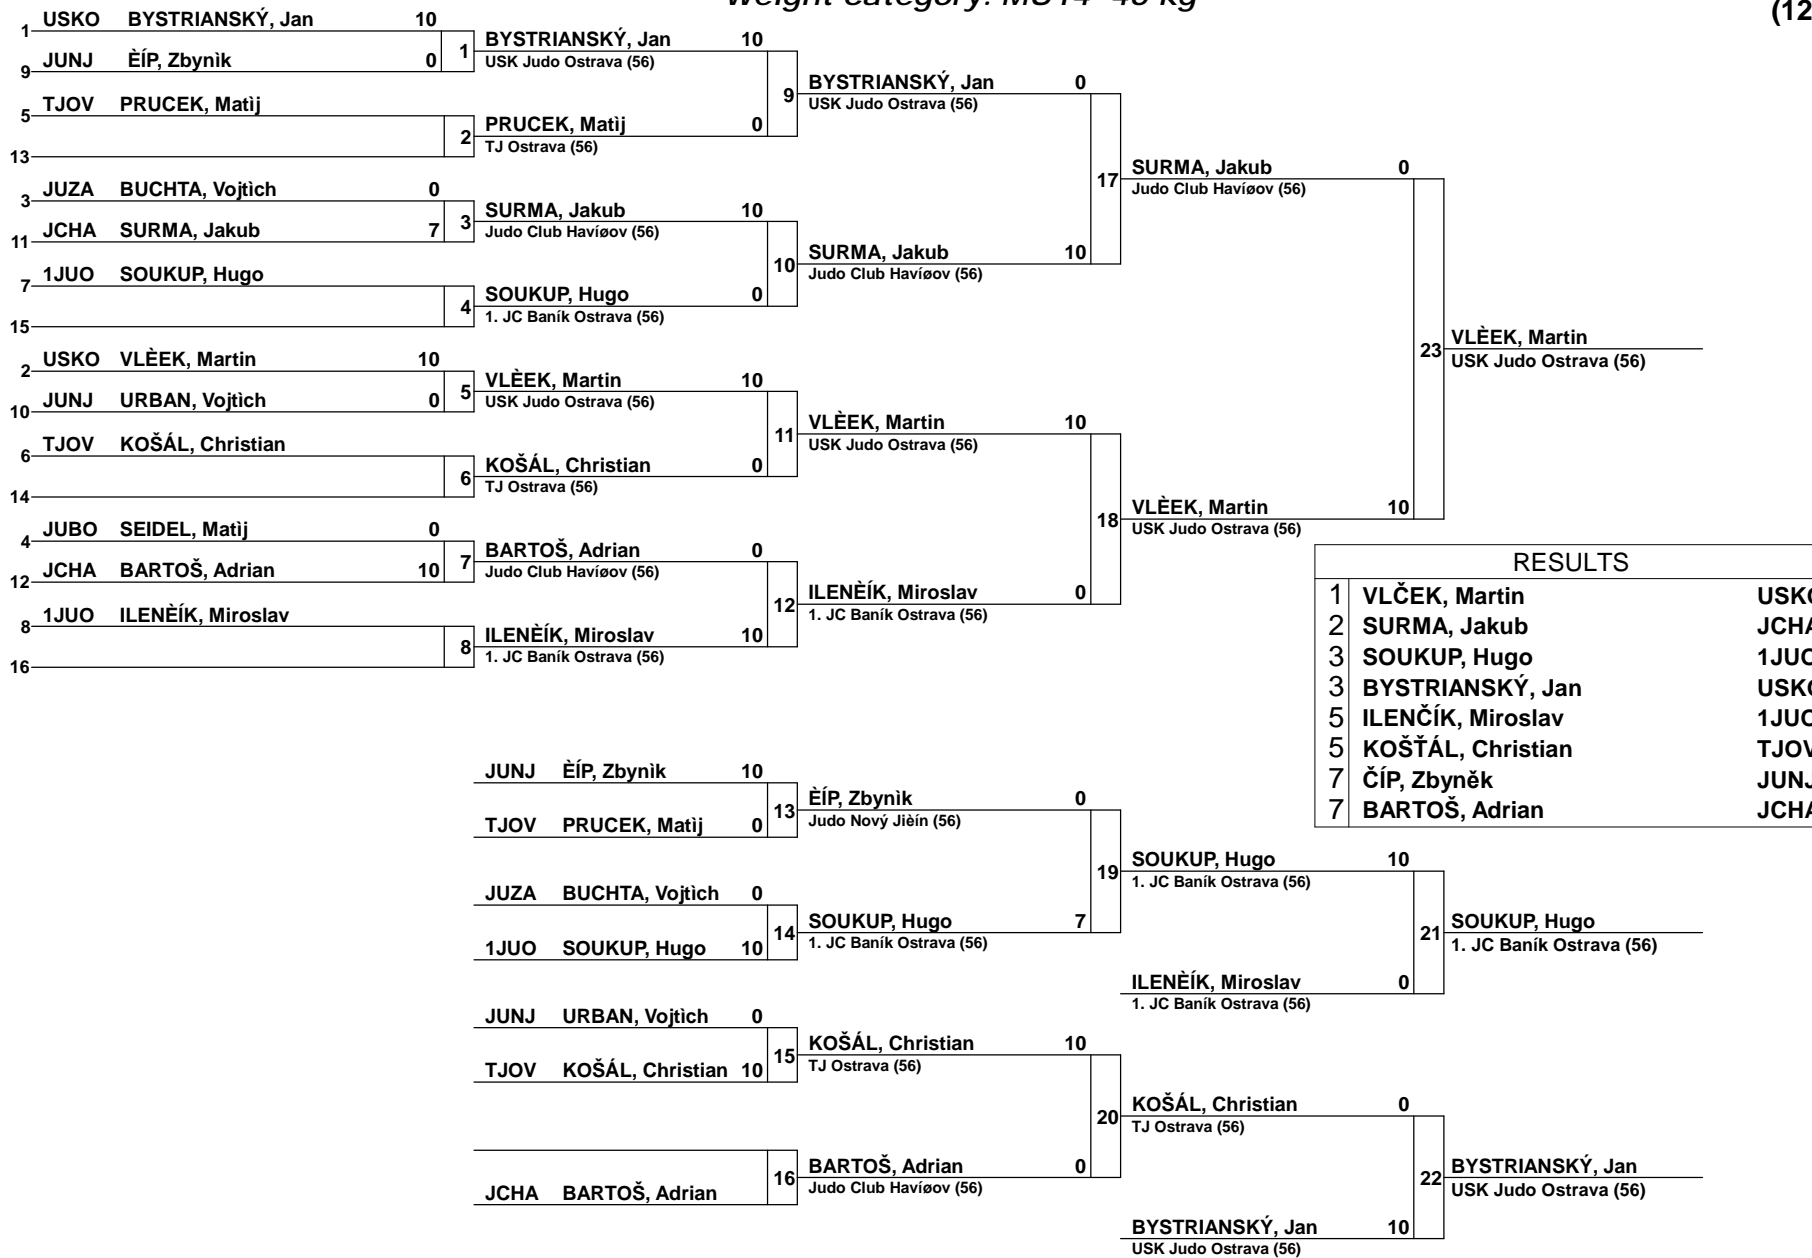 (12
1 USKO BYSTRIANSKÝ, Jan 10
9 JUNJ ÈÍP, Zbynìk 0
1
5 TJOV PRUCEK, Matìj
13
2
3 JUZA BUCHTA, Vojtìch 0
11 JCHA SURMA, Jakub 7
3
7 1JUO SOUKUP, Hugo
15
4
2 USKO VLÈEK, Martin 10
10 JUNJ URBAN, Vojtìch 0
5
6 TJOV KOŠÁL, Christian
14
6
4 JUBO SEIDEL, Matìj 0
12 JCHA BARTOŠ, Adrian 10
7
8 1JUO ILENÈÍK, Miroslav
16
8
BYSTRIANSKÝ, Jan 10
USK Judo Ostrava (56)
9
PRUCEK, Matìj 0
TJ Ostrava (56)
SURMA, Jakub 10
Judo Club Havíøov (56)
10
SOUKUP, Hugo 0
1. JC Baník Ostrava (56)
VLÈEK, Martin 10
USK Judo Ostrava (56)
11
KOŠÁL, Christian 0
TJ Ostrava (56)
BARTOŠ, Adrian 0
Judo Club Havíøov (56)
12
ILENÈÍK, Miroslav 10
1. JC Baník Ostrava (56)
BYSTRIANSKÝ, Jan 0
USK Judo Ostrava (56)
17
SURMA, Jakub 10
Judo Club Havíøov (56)
VLÈEK, Martin 10
USK Judo Ostrava (56)
18
ILENÈÍK, Miroslav 0
1. JC Baník Ostrava (56)
SURMA, Jakub 0
Judo Club Havíøov (56)
23
VLÈEK, Martin 10
USK Judo Ostrava (56)
VLÈEK, Martin
USK Judo Ostrava (56)
RESULTS
1 VLČEK, Martin
2 SURMA, Jakub
3 SOUKUP, Hugo
3 BYSTRIANSKÝ, Jan
5 ILENČÍK, Miroslav
5 KOŠŤÁL, Christian
7 ČÍP, Zbyněk
7 BARTOŠ, Adrian
JUNJ ÈÍP, Zbynìk 10
13
TJOV PRUCEK, Matìj 0
JUZA BUCHTA, Vojtìch 0
14
1JUO SOUKUP, Hugo 10
JUNJ URBAN, Vojtìch 0
15
TJOV KOŠÁL, Christian 10
16
JCHA BARTOŠ, Adrian
ÈÍP, Zbynìk 0
Judo Nový Jièín (56)
19
SOUKUP, Hugo 7
1. JC Baník Ostrava (56)
KOŠÁL, Christian 10
TJ Ostrava (56)
20
BARTOŠ, Adrian 0
Judo Club Havíøov (56)
SOUKUP, Hugo 10
1. JC Baník Ostrava (56)
21
ILENÈÍK, Miroslav 0
1. JC Baník Ostrava (56)
KOŠÁL, Christian 0
TJ Ostrava (56)
22
BYSTRIANSKÝ, Jan 10
USK Judo Ostrava (56)
SOUKUP, Hugo
1. JC Baník Ostrava (56)
BYSTRIANSKÝ, Jan
USK Judo Ostrava (56)